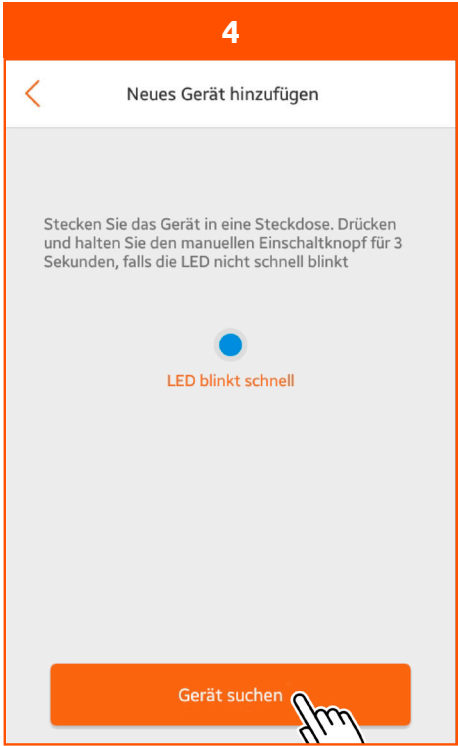 4
Neues Gerät hinzufügen
Stecken Sie das Gerät in eine Steckdose. Drücken
und halten Sie den manuellen Einschaltknopf für 3
Sekunden, falls die LED nicht schnell blinkt
LED blinkt schnell
Gerät suchen